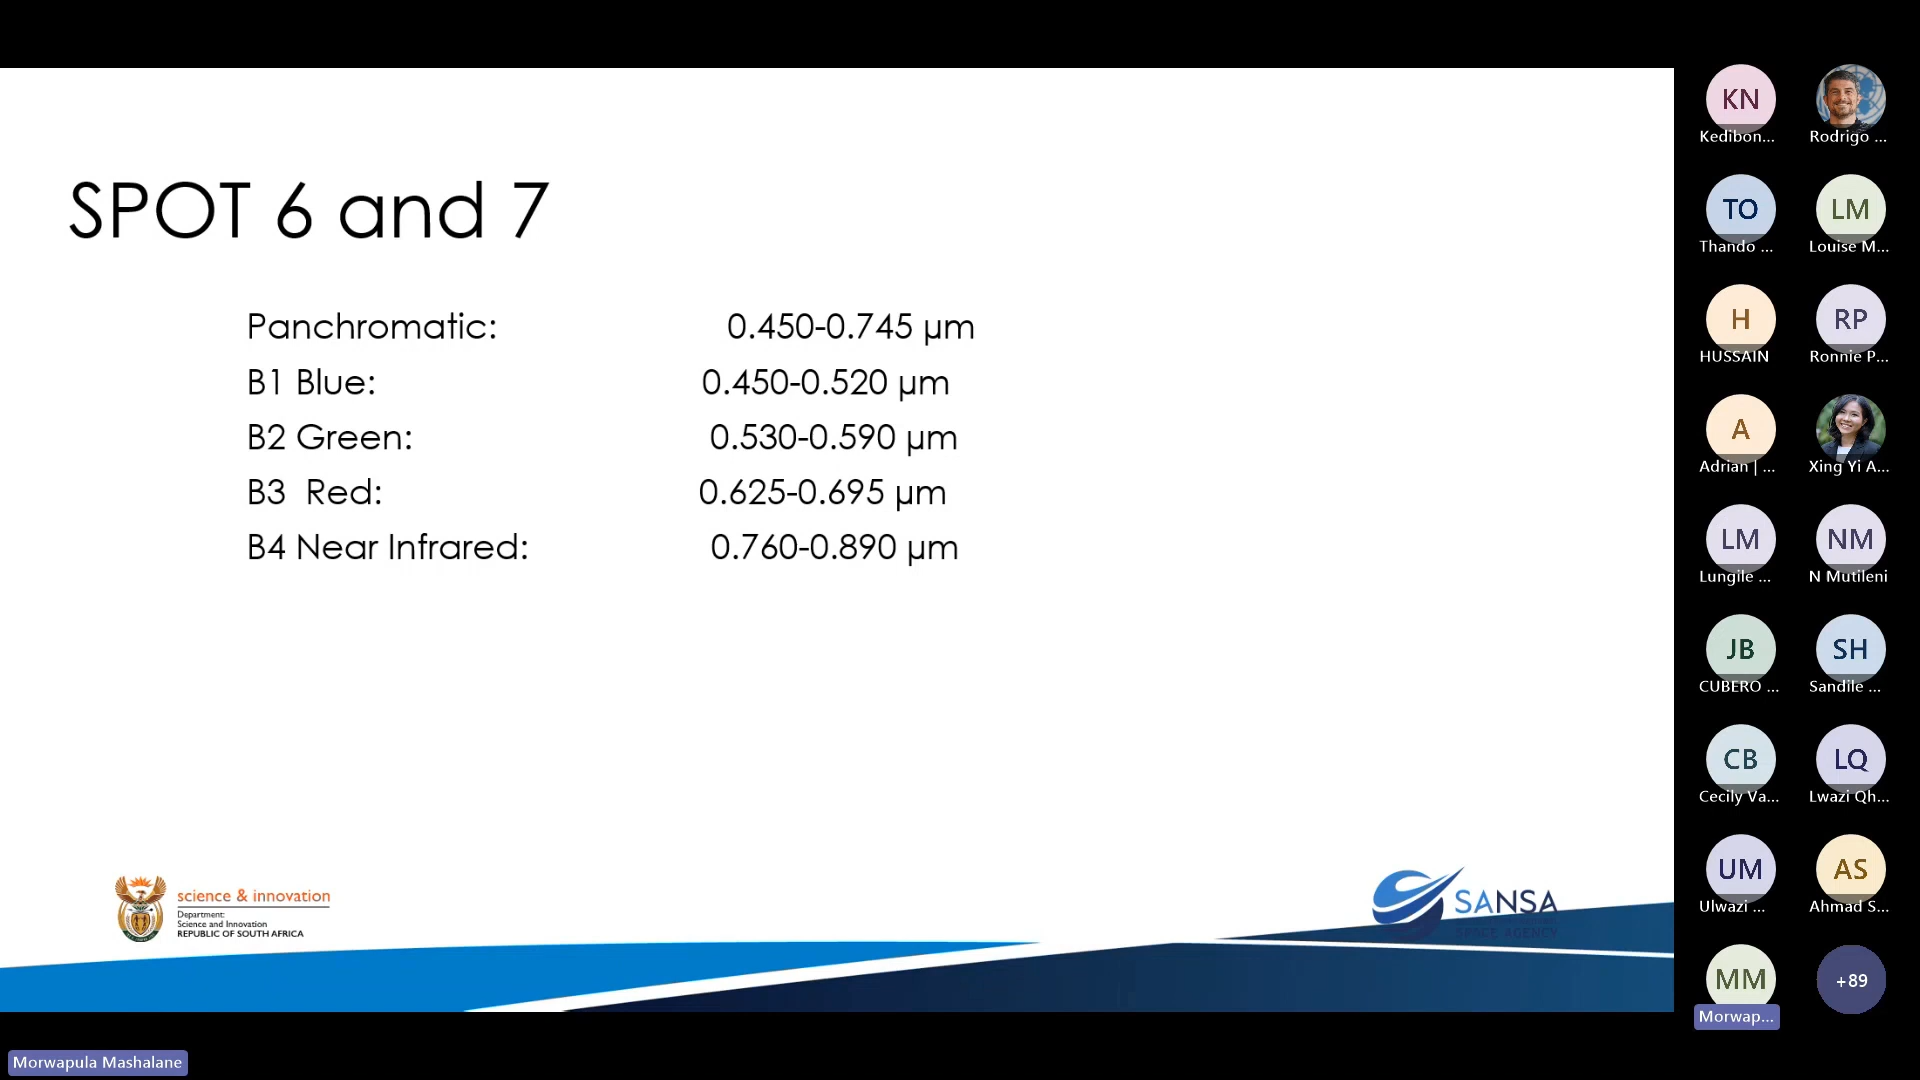 SPOT 6 and 7
Panchromatic: 0.450-0.745 µm
B1 Blue: 0.450-0.520 µm
B2 Green: 0.530-0.590 µm
B3 Red: 0.625-0.695 µm
B4 Near Infrared: 0.760-0.890 µm
science & innovation
Department:
Science and Innovation
REPUBLIC OF SOUTH AFRICA
SANSA
SPACE AGENCY
Morwapula Mashalane
KN
Kedibon...
Rodrigo ...
TO
Thando ...
LM
Louise M...
H
HUSSAIN
RP
Ronnie P...
A
Adrian | ...
Xing Yi A...
LM
Lungile ...
NM
N Mutileni
JB
CUBERO ...
SH
Sandile ...
CB
Cecily Va...
LQ
Lwazi Qh...
UM
Ulwazi ...
AS
Ahmad S...
MM
Morwap...
+89